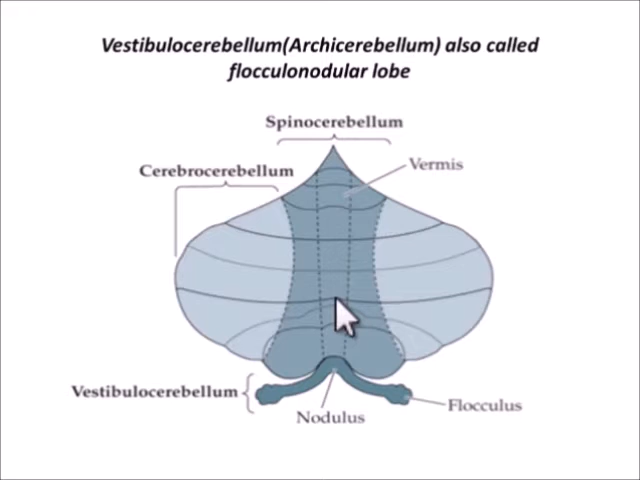 Vestibulocerebellum(Archicerebellum) also called
flocculonodular lobe
Spinocerebellum
Cerebrocerebellum
Vermis
Vestibulocerebellum
Flocculus
Nodulus